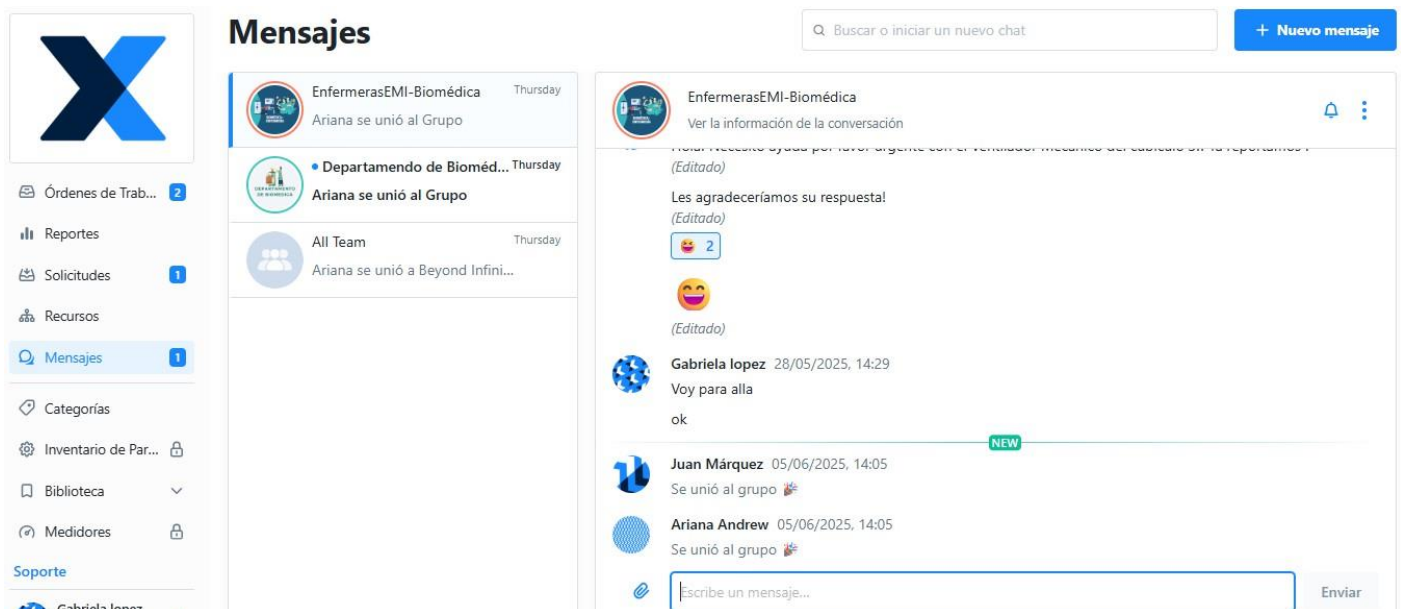 Mensajes
Buscar o iniciar un nuevo chat
+ Nuevo mensaje
Órdenes de Trab... 2
Reportes
Solicitudes 1
Recursos
Mensajes 1
Categorías
Inventario de Par...
Biblioteca
Medidores
Soporte
Gabriela lopez
EnfermerasEMI-Biomédica Thursday
Ariana se unió al Grupo
Departamendo de Bioméd... Thursday
Ariana se unió al Grupo
All Team Thursday
Ariana se unió a Beyond Infini...
EnfermerasEMI-Biomédica
Ver la información de la conversación
(Editado)
Les agradeceríamos su respuesta!
(Editado)
😆 2
😄
(Editado)
Gabriela lopez 28/05/2025, 14:29
Voy para alla
ok
NEW
Juan Márquez 05/06/2025, 14:05
Se unió al grupo 🎉
Ariana Andrew 05/06/2025, 14:05
Se unió al grupo 🎉
Escribe un mensaje...
Enviar